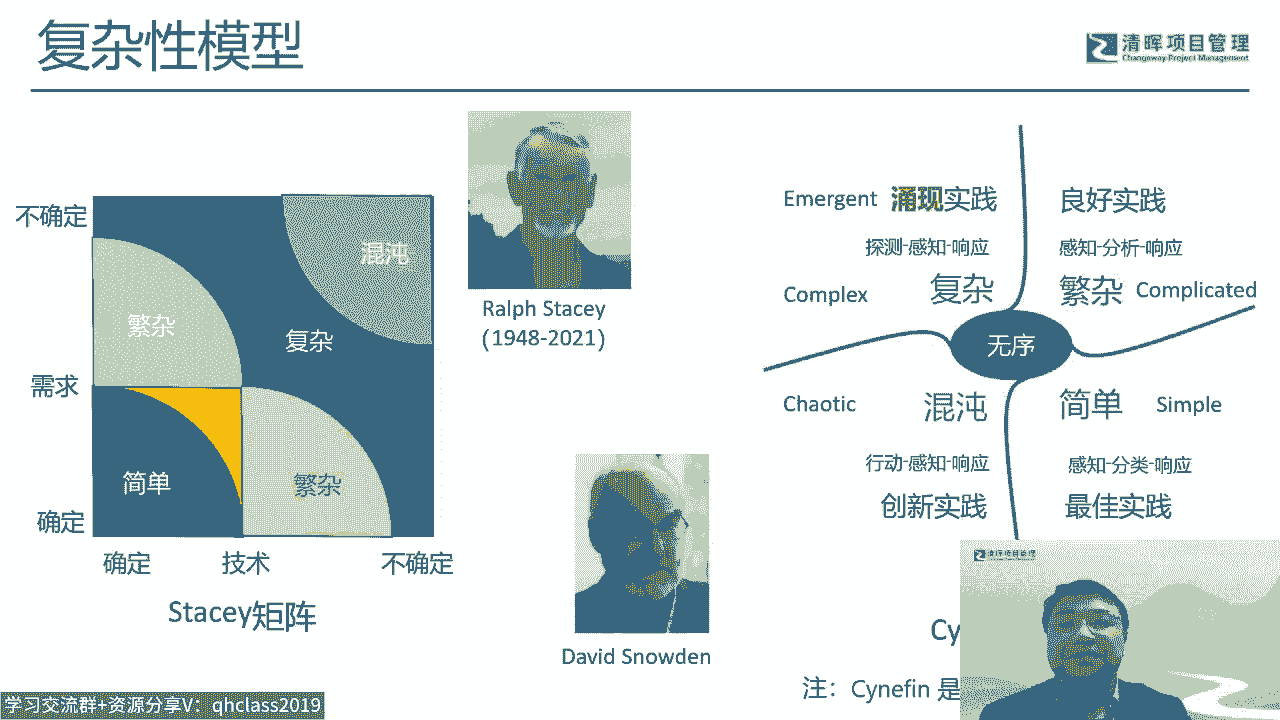 复杂性模型
清晖项目管理
Changway Project Management
不确定
需求
确定
混沌
繁杂
复杂
简单
繁杂
确定
技术
不确定
Stacey矩阵
Ralph Stacey
(1948-2021)
David Snowden
Emergent 涌现实践
良好实践
探测-感知-响应
感知-分析-响应
Complex
复杂
繁杂 Complicated
无序
Chaotic
混沌
简单 Simple
行动-感知-响应
感知-分类-响应
创新实践
最佳实践
Cy
注：Cynefin 是
清晖项目管理
学习交流群+资源分享V：qhclass2019